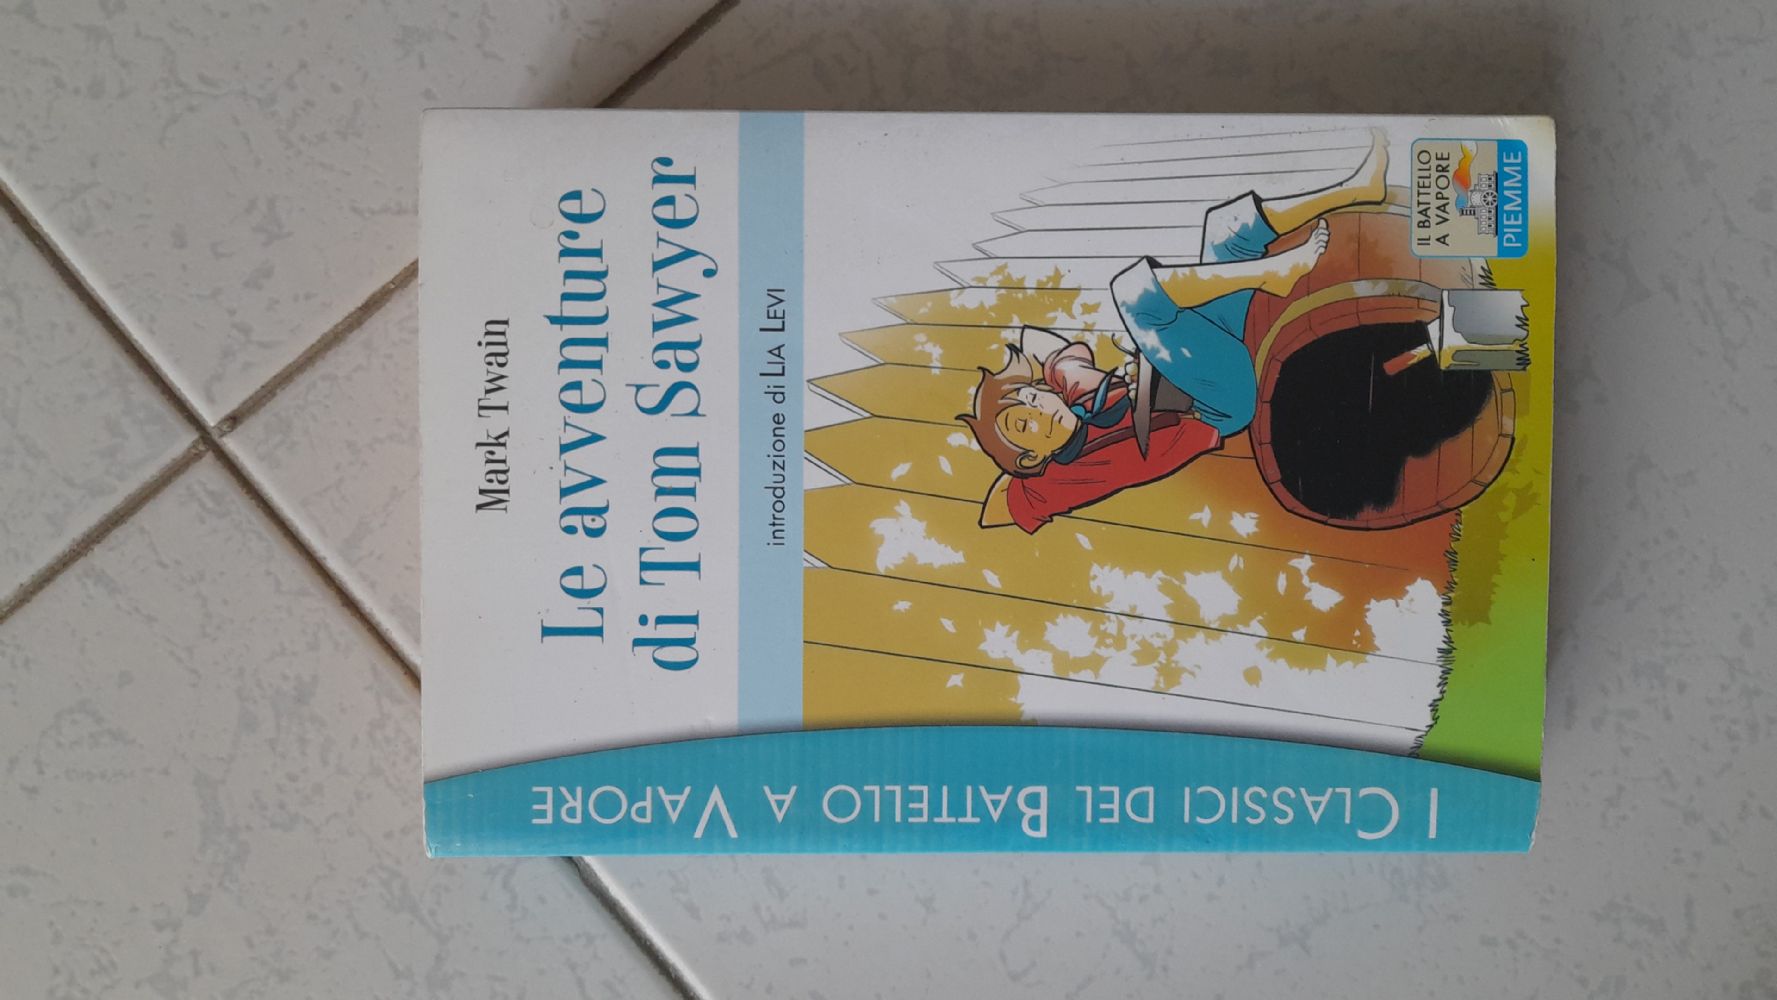 Mark Twain
Le avventure
di Tom Sawyer
introduzione di LIA LEVI
IL BATTELLO
A VAPORE
PIEMME
I CLASSICI DEL BATTELLO A VAPORE